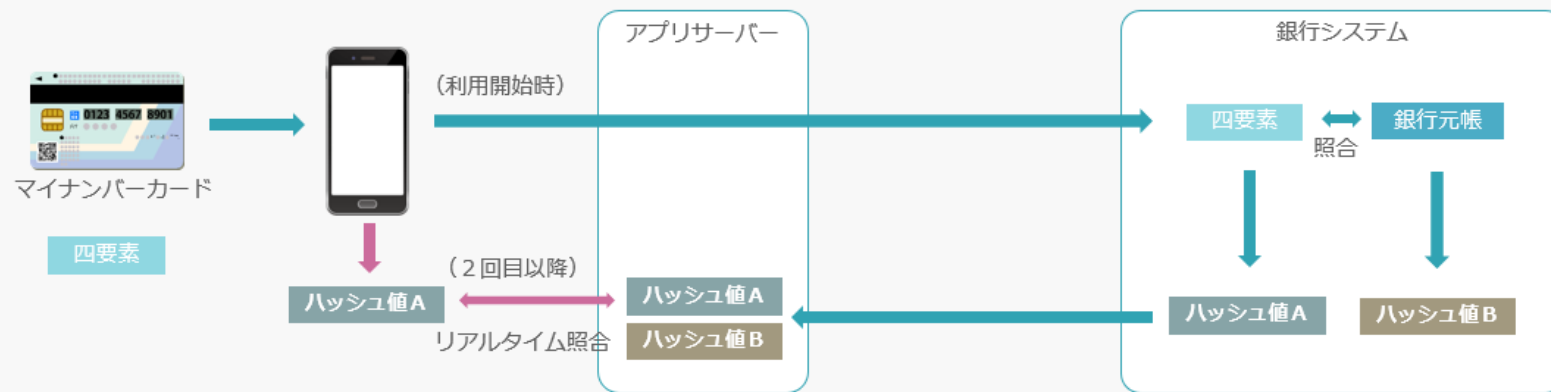 アプリサーバー
銀行システム
(利用開始時)
0123 4567 8901
四要素
銀行元帳
照合
マイナンバーカード
四要素
(2回目以降)
ハッシュ値A
ハッシュ値A
ハッシュ値B
リアルタイム照合
ハッシュ値A
ハッシュ値B